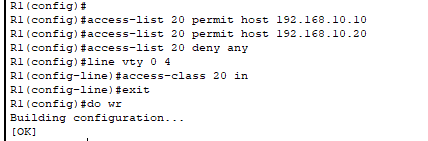 R1(config)#
R1(config)#access-list 20 permit host 192.168.10.10
R1(config)#access-list 20 permit host 192.168.10.20
R1(config)#access-list 20 deny any
R1(config)#line vty 0 4
R1(config-line)#access-class 20 in
R1(config-line)#exit
R1(config)#do wr
Building configuration...
[OK]